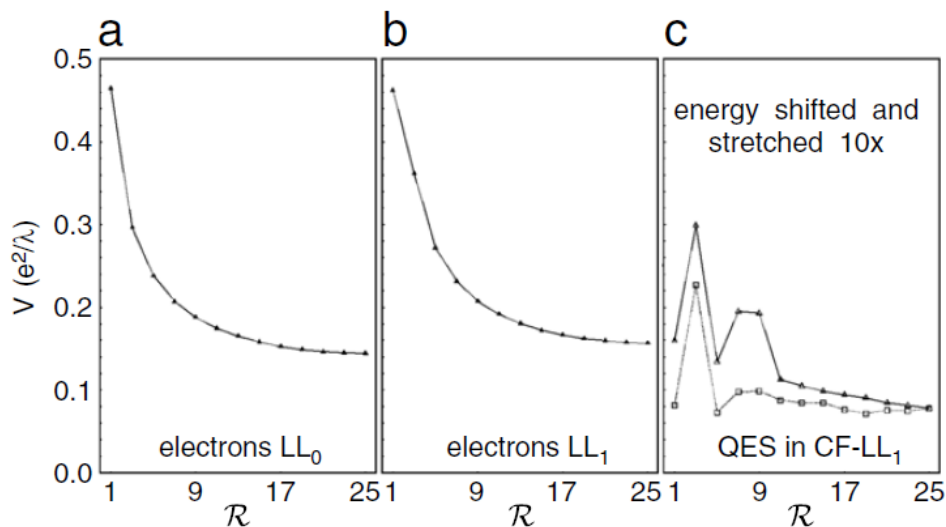 a
b
c
0.5
0.4
0.3
0.2
0.1
0.0
V (e²/λ)
electrons LL₀
1 9 17 25
ℛ
electrons LL₁
1 9 17 25
ℛ
energy shifted and
stretched 10x
QES in CF-LL₁
1 9 17 25
ℛ